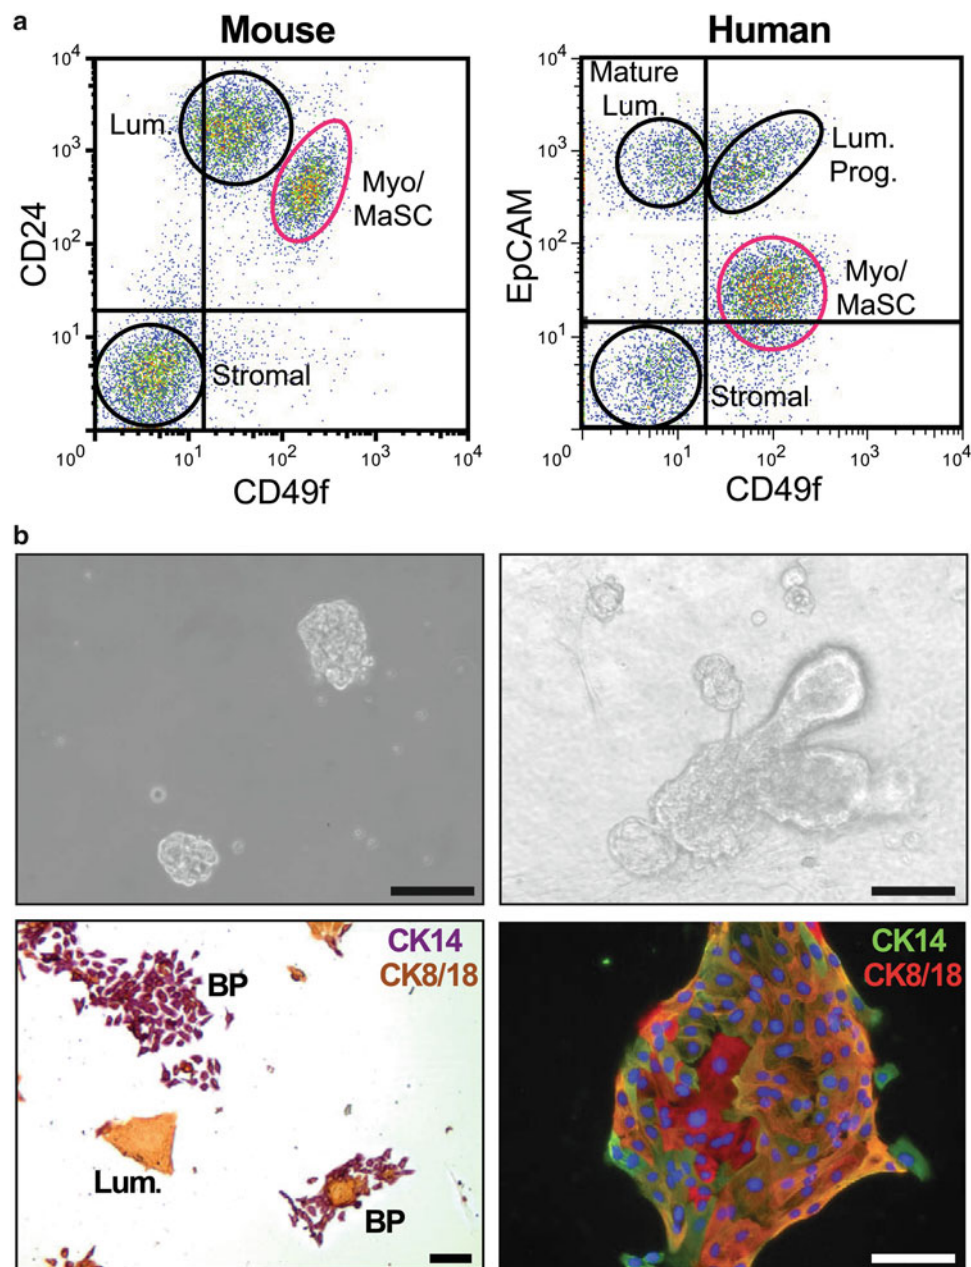 a
Mouse
Human
10⁴
10³
10²
10¹
CD24
Lum.
Myo/
MaSC
Stromal
10⁰ 10¹ 10² 10³ 10⁴
CD49f
10⁴
10³
10²
10¹
EpCAM
Mature
Lum.
Lum.
Prog.
Myo/
MaSC
Stromal
10⁰ 10¹ 10² 10³ 10⁴
CD49f
b
CK14
CK8/18
BP
Lum.
BP
CK14
CK8/18